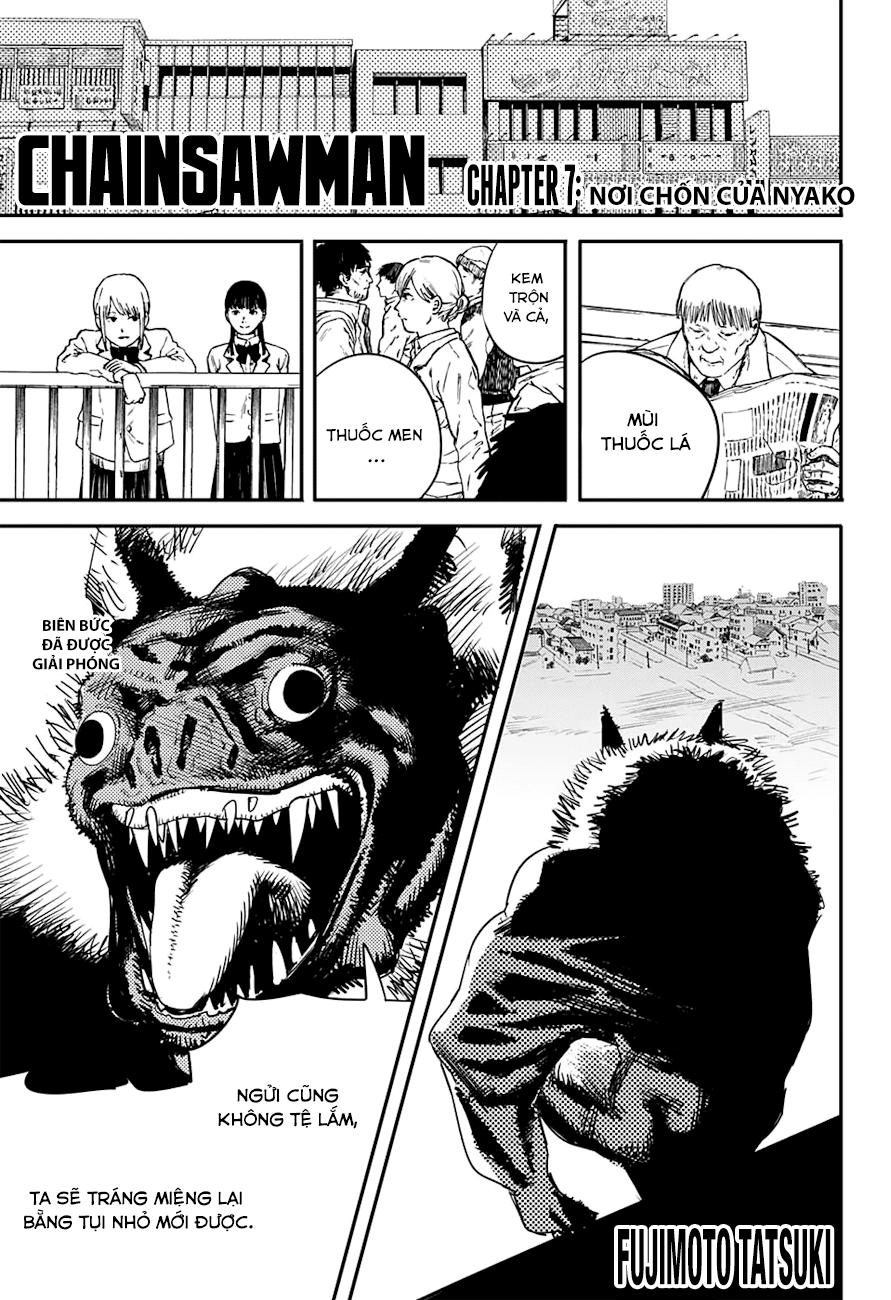 CHAINSAWMAN
CHAPTER 7: NƠI CHÔN CỦA NYAKO
MÙI
THUỐC LÁ
KEM
TRỘN
VÀ CẢ,
THUỐC MEN
...
BIÊN BỨC
ĐÃ ĐƯỢC
GIẢI PHÓNG
NGỬI CŨNG
KHÔNG TỆ LẮM,
TA SẼ TRÁNG MIỆNG LẠI
BẰNG TỤI NHỎ MỚI ĐƯỢC.
FUJIMOTO TATSUKI